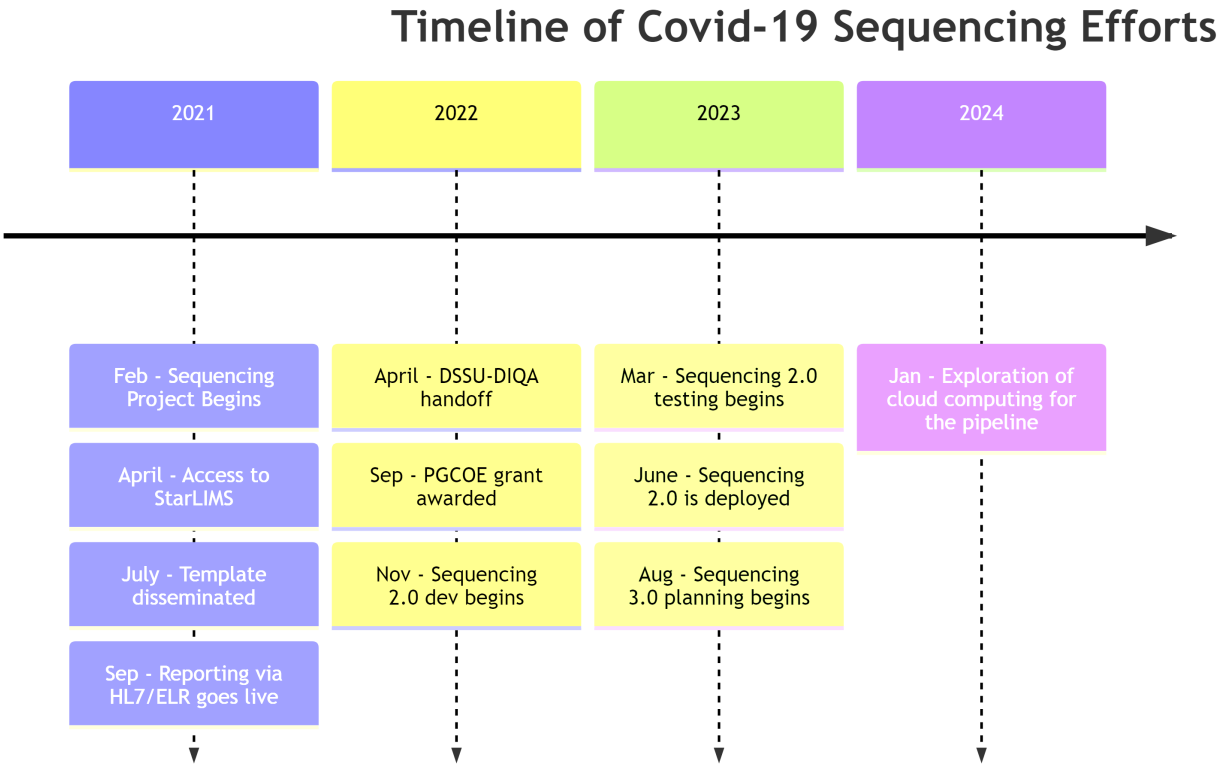 Timeline of Covid-19 Sequencing Efforts
2021
2022
2023
2024
Feb - Sequencing
Project Begins
April - Access to
StarLIMS
July - Template
disseminated
Sep - Reporting via
HL7/ELR goes live
April - DSSU-DIQA
handoff
Sep - PGCOE grant
awarded
Nov - Sequencing
2.0 dev begins
Mar - Sequencing 2.0
testing begins
June - Sequencing
2.0 is deployed
Aug - Sequencing
3.0 planning begins
Jan - Exploration of
cloud computing for
the pipeline